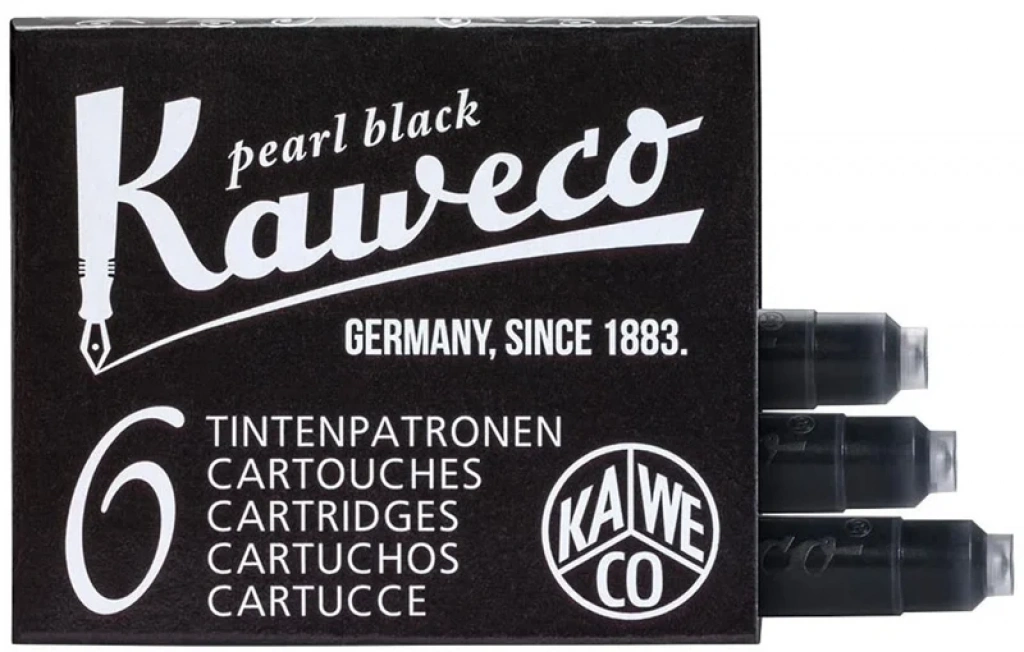 pearl black
Kaweco
GERMANY, SINCE 1883.
6
TINTENPATRONEN
CARTOUCHES
CARTRIDGES
CARTUCHOS
CARTUCCE
KA WE
CO